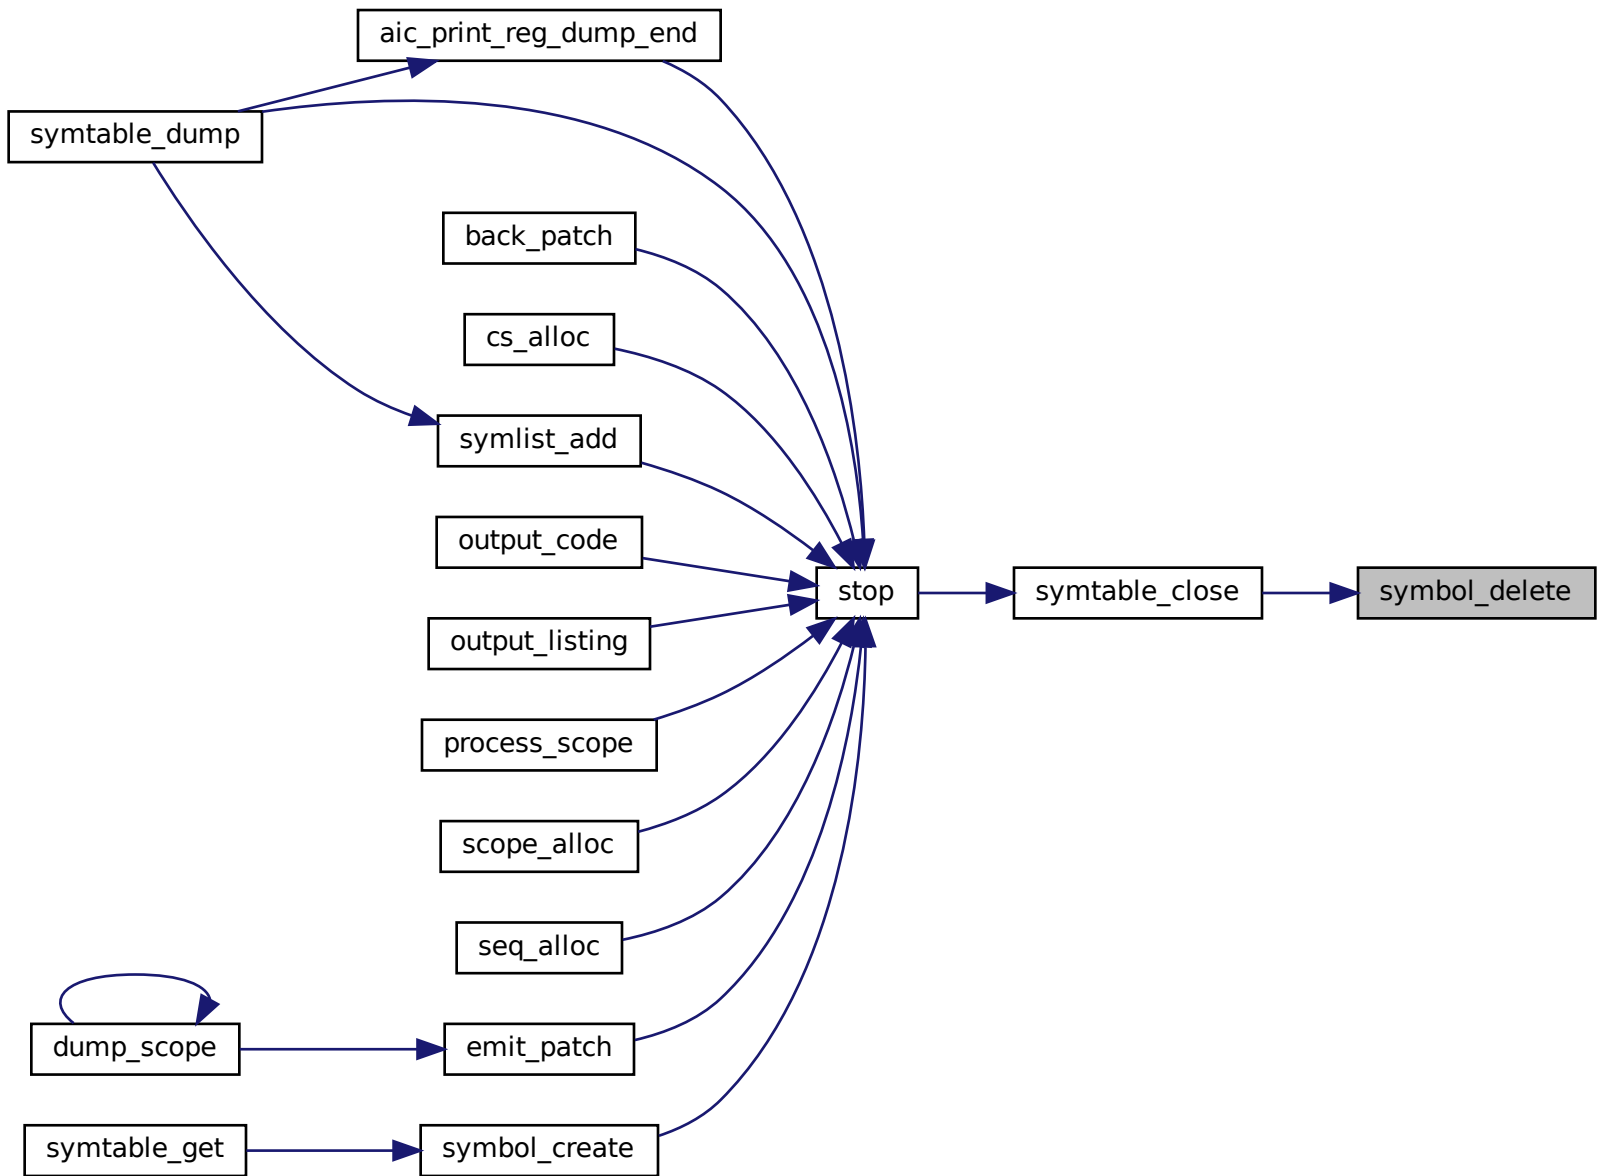 aic_print_reg_dump_end
symtable_dump
back_patch
cs_alloc
symlist_add
output_code
stop
symtable_close
symbol_delete
output_listing
process_scope
scope_alloc
seq_alloc
dump_scope
emit_patch
symtable_get
symbol_create